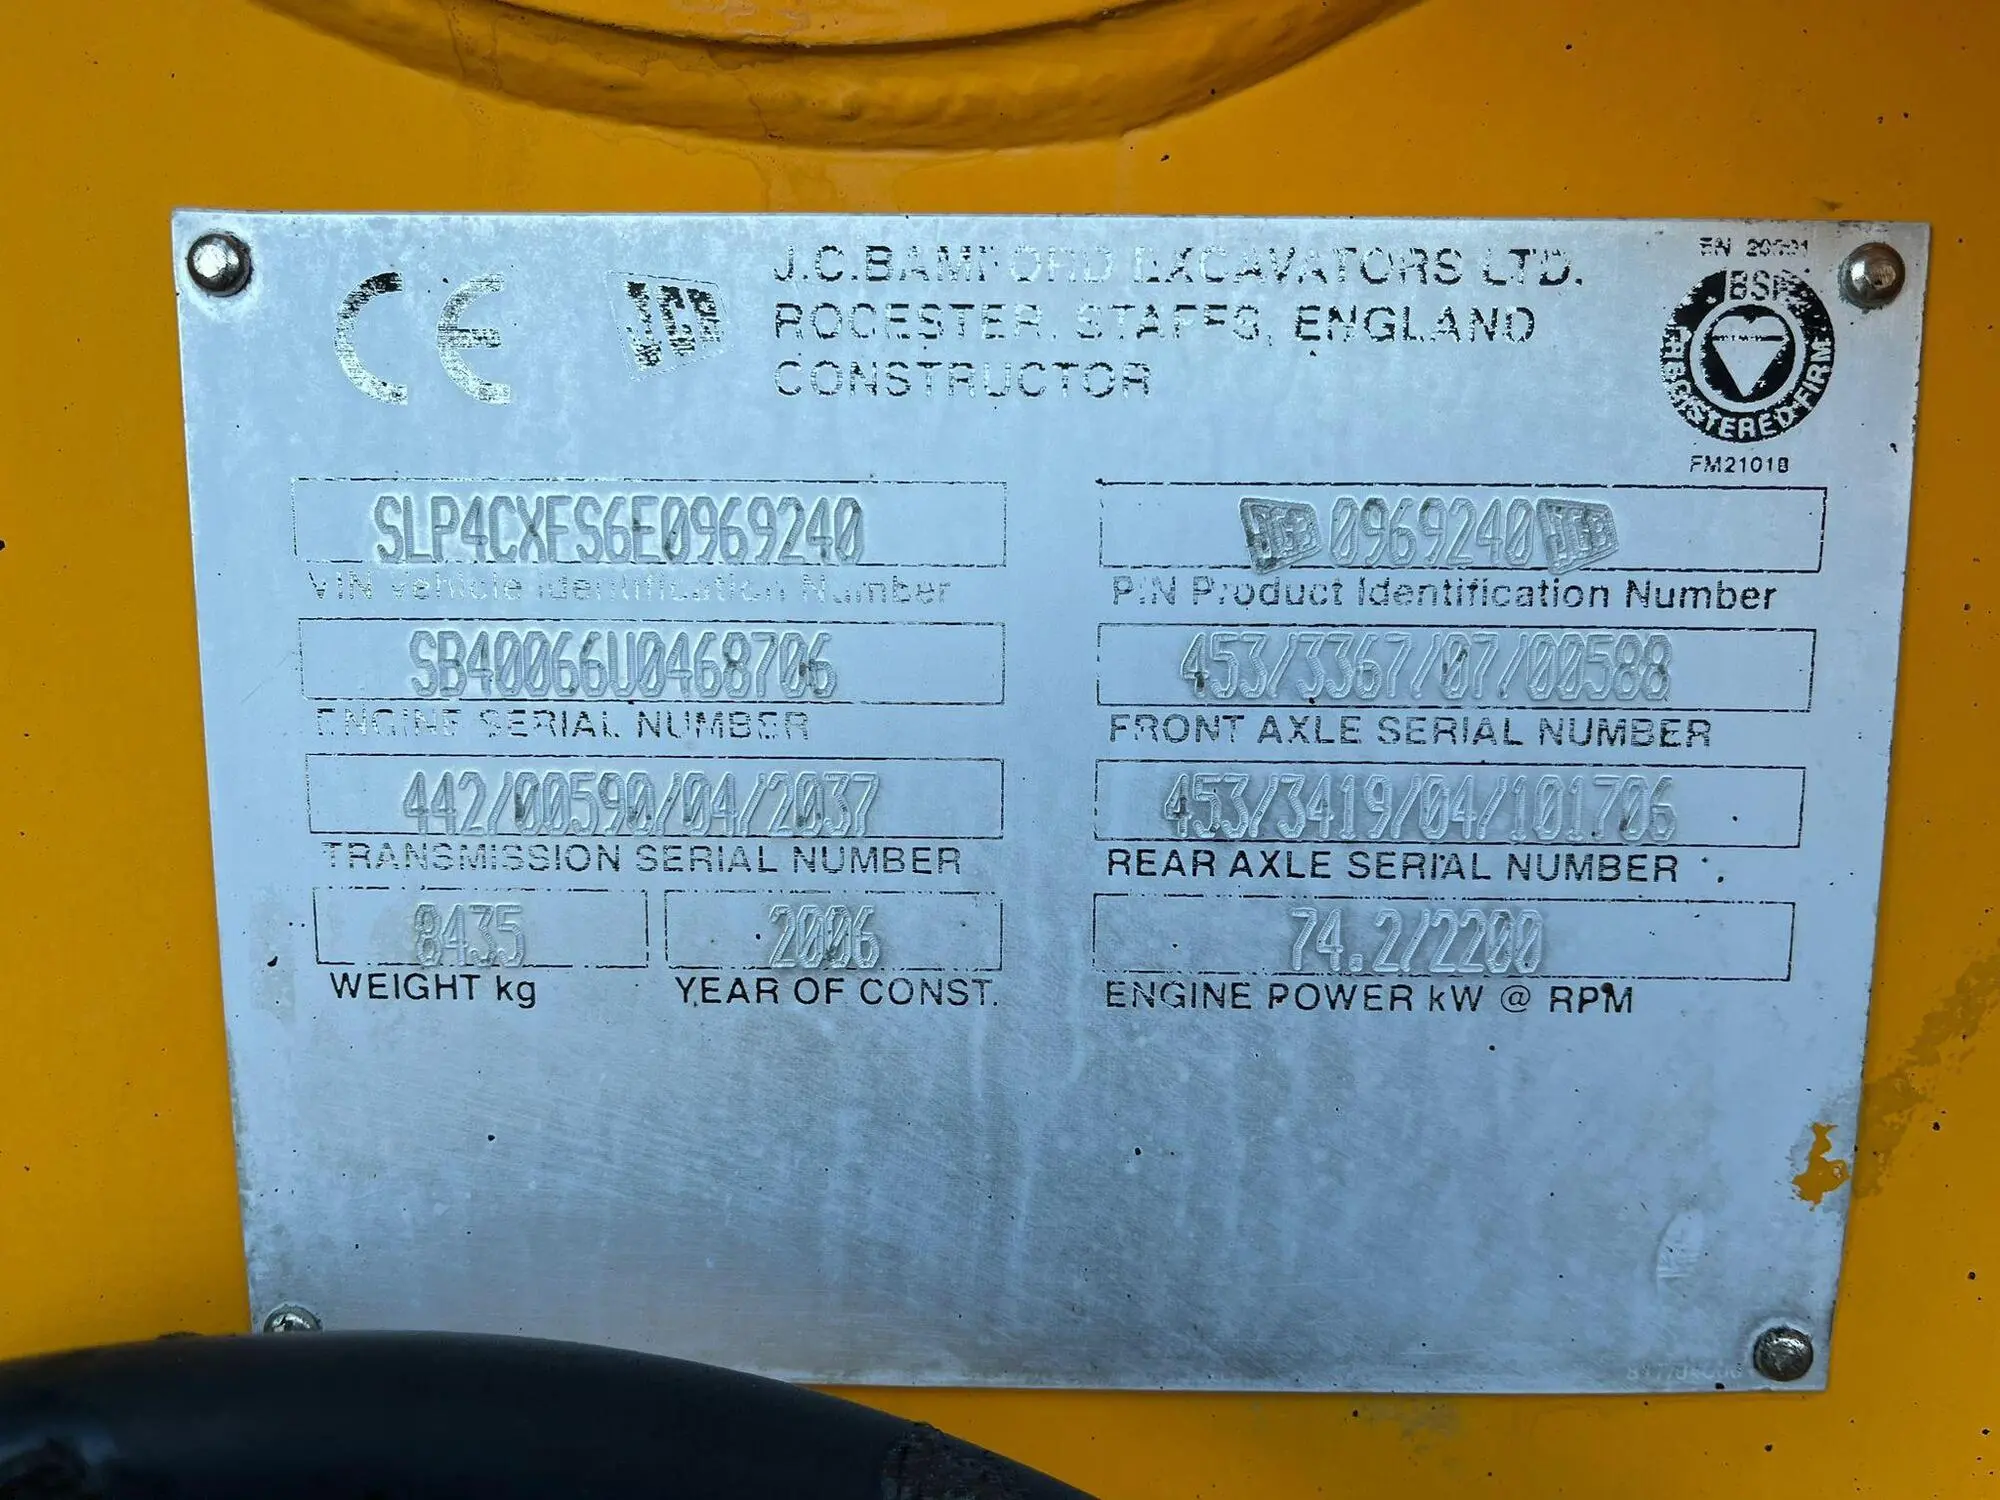 CE
JCB
J.C.BAMFORD EXCAVATORS LTD.
ROCESTER, STAFFS, ENGLAND
CONSTRUCTOR
BSI
REGISTERED FIRM
FM21018
SLP4CXFS6E0969240
VIN Vehicle Identification Number
JCB 0969240 JCB
PIN Product Identification Number
SB40066U0468706
ENGINE SERIAL NUMBER
453/3367/07/00588
FRONT AXLE SERIAL NUMBER
442/00590/04/2037
TRANSMISSION SERIAL NUMBER
453/3419/04/101706
REAR AXLE SERIAL NUMBER
8435
WEIGHT kg
2006
YEAR OF CONST.
74.2/2200
ENGINE POWER kW @ RPM